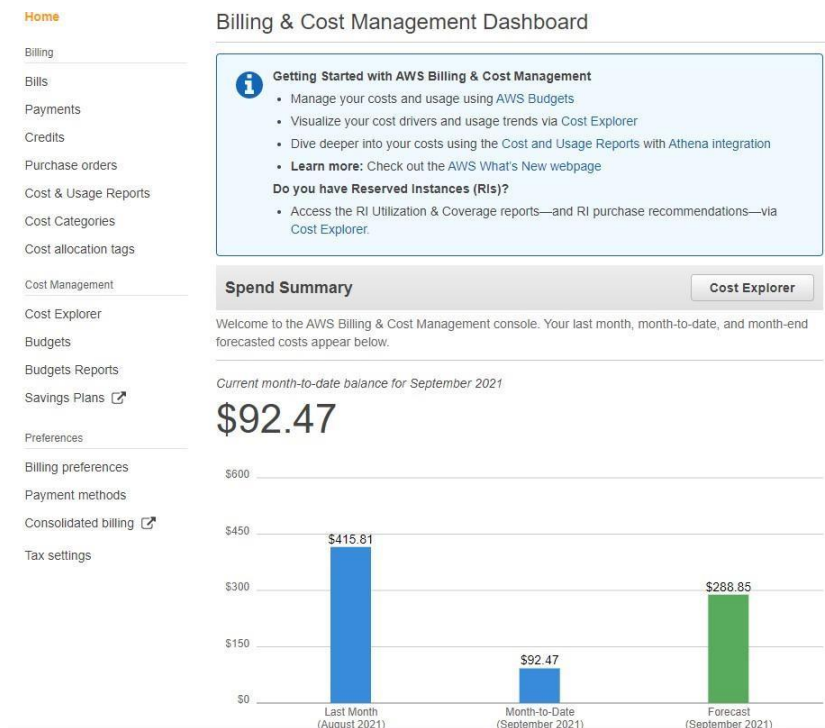 Home
Billing
Bills
Payments
Credits
Purchase orders
Cost & Usage Reports
Cost Categories
Cost allocation tags
Cost Management
Cost Explorer
Budgets
Budgets Reports
Savings Plans
Preferences
Billing preferences
Payment methods
Consolidated billing
Tax settings
Billing & Cost Management Dashboard
Getting Started with AWS Billing & Cost Management
• Manage your costs and usage using AWS Budgets
• Visualize your cost drivers and usage trends via Cost Explorer
• Dive deeper into your costs using the Cost and Usage Reports with Athena integration
• Learn more: Check out the AWS What's New webpage
Do you have Reserved Instances (RIs)?
• Access the RI Utilization & Coverage reports—and RI purchase recommendations—via
Cost Explorer.
Spend Summary
Cost Explorer
Welcome to the AWS Billing & Cost Management console. Your last month, month-to-date, and month-end
forecasted costs appear below.
Current month-to-date balance for September 2021
$92.47
$600
$450
$300
$150
$0
$415.81
$92.47
$288.85
Last Month
(August 2021)
Month-to-Date
(September 2021)
Forecast
(September 2021)